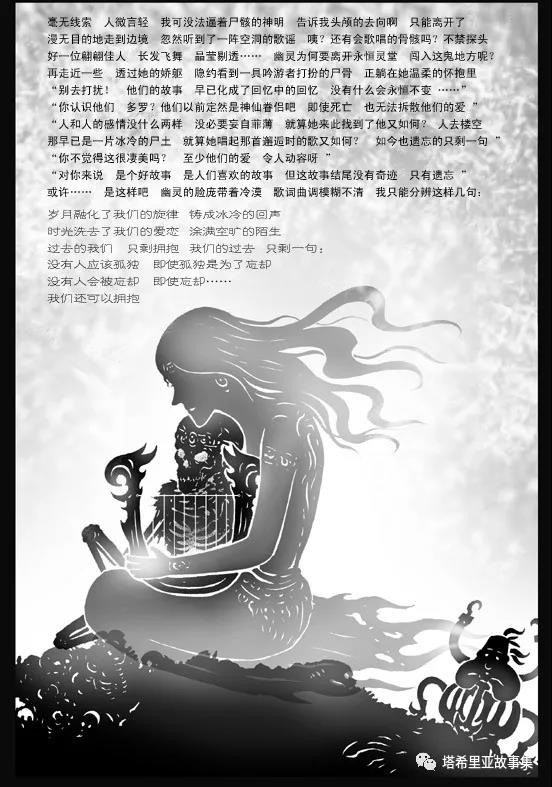 毫无线索 人微言轻 我可没法逼着尸骸的神明 告诉我头颅的去向啊 只能离开了
漫无目的地走到边境 忽然听到了一阵空洞的歌谣 咦?还有会歌唱的骨骸吗?不禁探头
好一位翩翩佳人 长发飞舞 晶莹剔透…… 幽灵为何要离开永恒灵堂 闯入这鬼地方呢?
再走近一些 透过她的娇躯 隐约看到一具吟游者打扮的尸骨 正躺在她温柔的怀抱里
“别去打扰! 他们的故事 早已化成了回忆中的回忆 没有什么会永恒不变 ……”
“你认识他们 多罗?他们以前定然是神仙眷侣吧 即使死亡 也无法拆散他们的爱 ”
“人和人的感情没什么两样 没必要妄自菲薄 就算她来此找到了他又如何? 人去楼空
那早已是一片冰冷的尸土 就算她唱起那首邂逅时的歌又如何? 如今也遗忘的只剩一句 ”
“你不觉得这很凄美吗? 至少他们的爱 令人动容呀 ”
“对你来说 是个好故事 是人们喜欢的故事 但这故事结尾没有奇迹 只有遗忘 ”
或许…… 是这样吧 幽灵的脸庞带着冷漠 歌词曲调模糊不清 我只能分辨这样几句:
岁月融化了我们的旋律 铸成冰冷的回声
时光洗去了我们的爱恋 涂满空旷的陌生
过去的我们 只剩拥抱 我们的过去 只剩一句:
没有人应该孤独 即使孤独是为了忘却
没有人会被忘却 即使忘却……
我们还可以拥抱
塔希里亚故事集